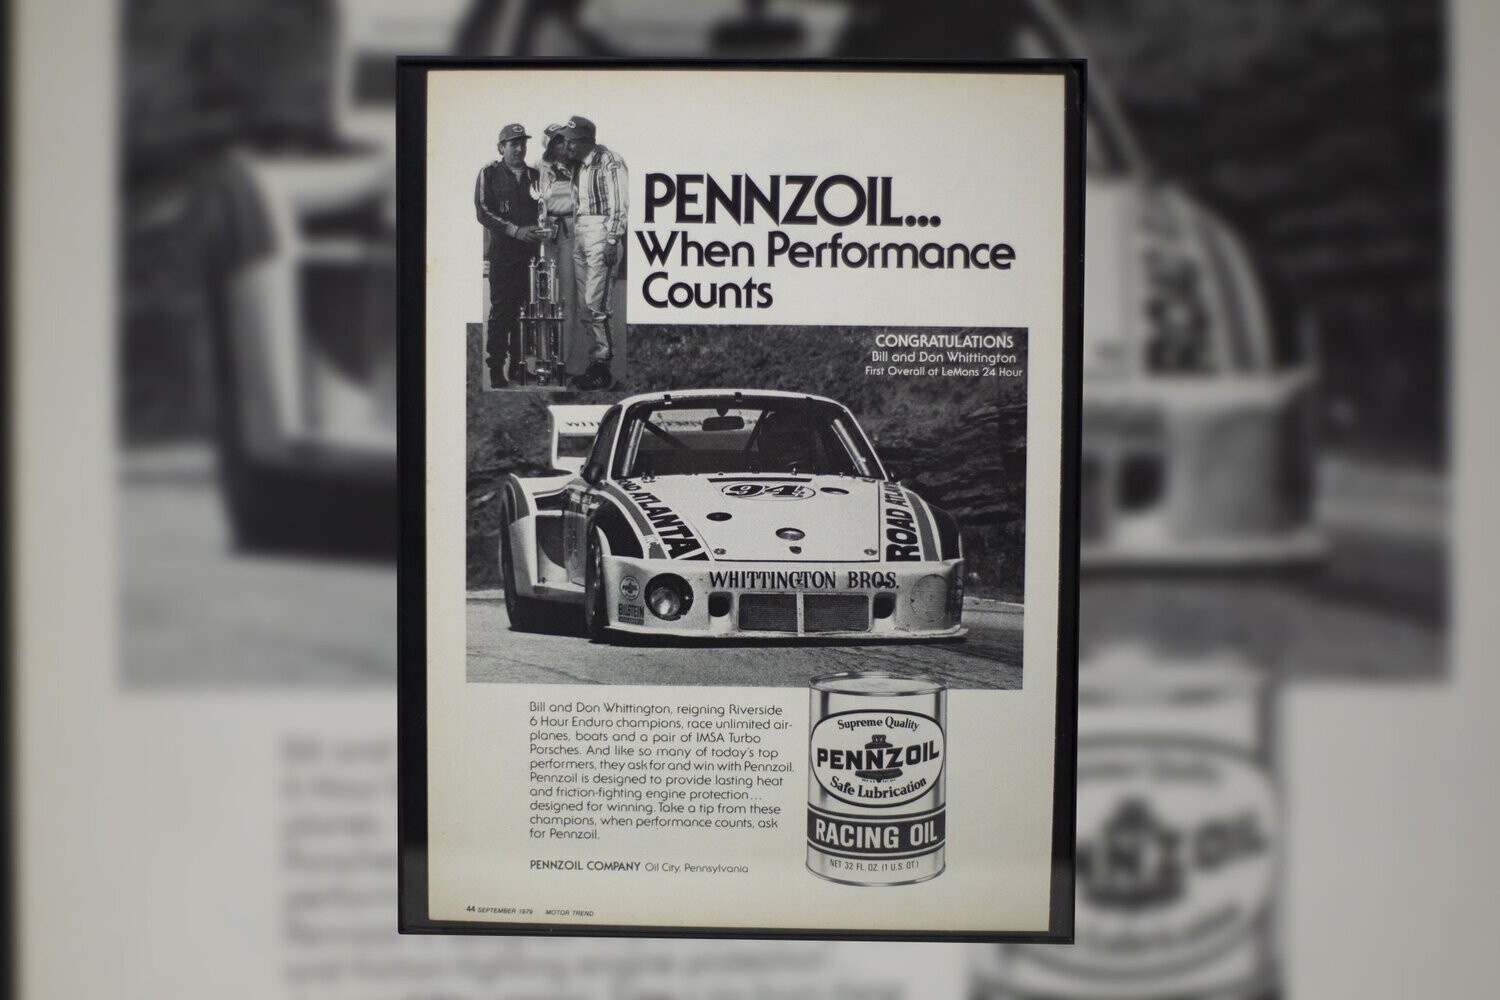 PENNZOIL...
When Performance
Counts
CONGRATULATIONS
Bill and Don Whittington
First Overall at LeMans 24 Hour
94
ROAD ATLANTA
ROAD ATLANTA
WHITTINGTON BROS.
BILSTEIN
Bill and Don Whittington, reigning Riverside
6 Hour Enduro champions, race unlimited air-
planes, boats and a pair of IMSA Turbo
Porsches. And like so many of today's top
performers, they ask for and win with Pennzoil.
Pennzoil is designed to provide lasting heat
and friction-fighting engine protection...
designed for winning. Take a tip from these
champions, when performance counts, ask
for Pennzoil.
PENNZOIL COMPANY Oil City, Pennsylvania
Supreme Quality
PENNZOIL
Safe Lubrication
RACING OIL
NET 32 FL. OZ. (1 U.S. QT.)
44 SEPTEMBER 1979 MOTOR TREND